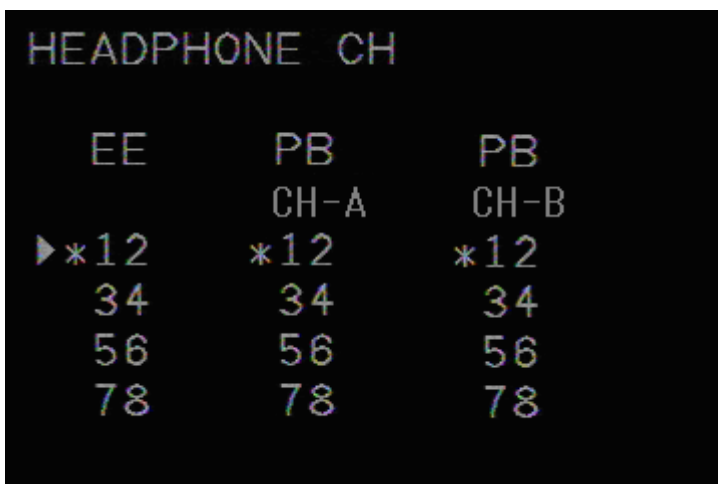 HEADPHONE CH
EE PB PB
CH-A CH-B
▶*12 *12 *12
34 34 34
56 56 56
78 78 78